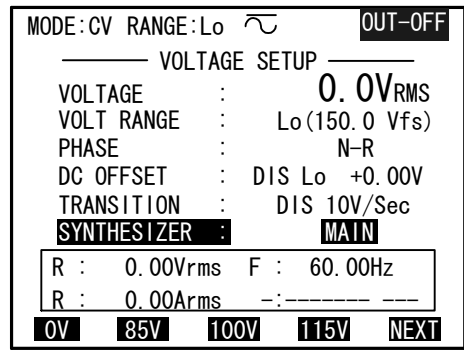 MODE:CV RANGE:Lo OUT-OFF
VOLTAGE SETUP
VOLTAGE : 0.0VRMS
VOLT RANGE : Lo(150.0 Vfs)
PHASE : N-R
DC OFFSET : DIS Lo +0.00V
TRANSITION : DIS 10V/Sec
SYNTHESIZER : MAIN
R : 0.00Vrms F : 60.00Hz
R : 0.00Arms -:------- ---
0V 85V 100V 115V NEXT